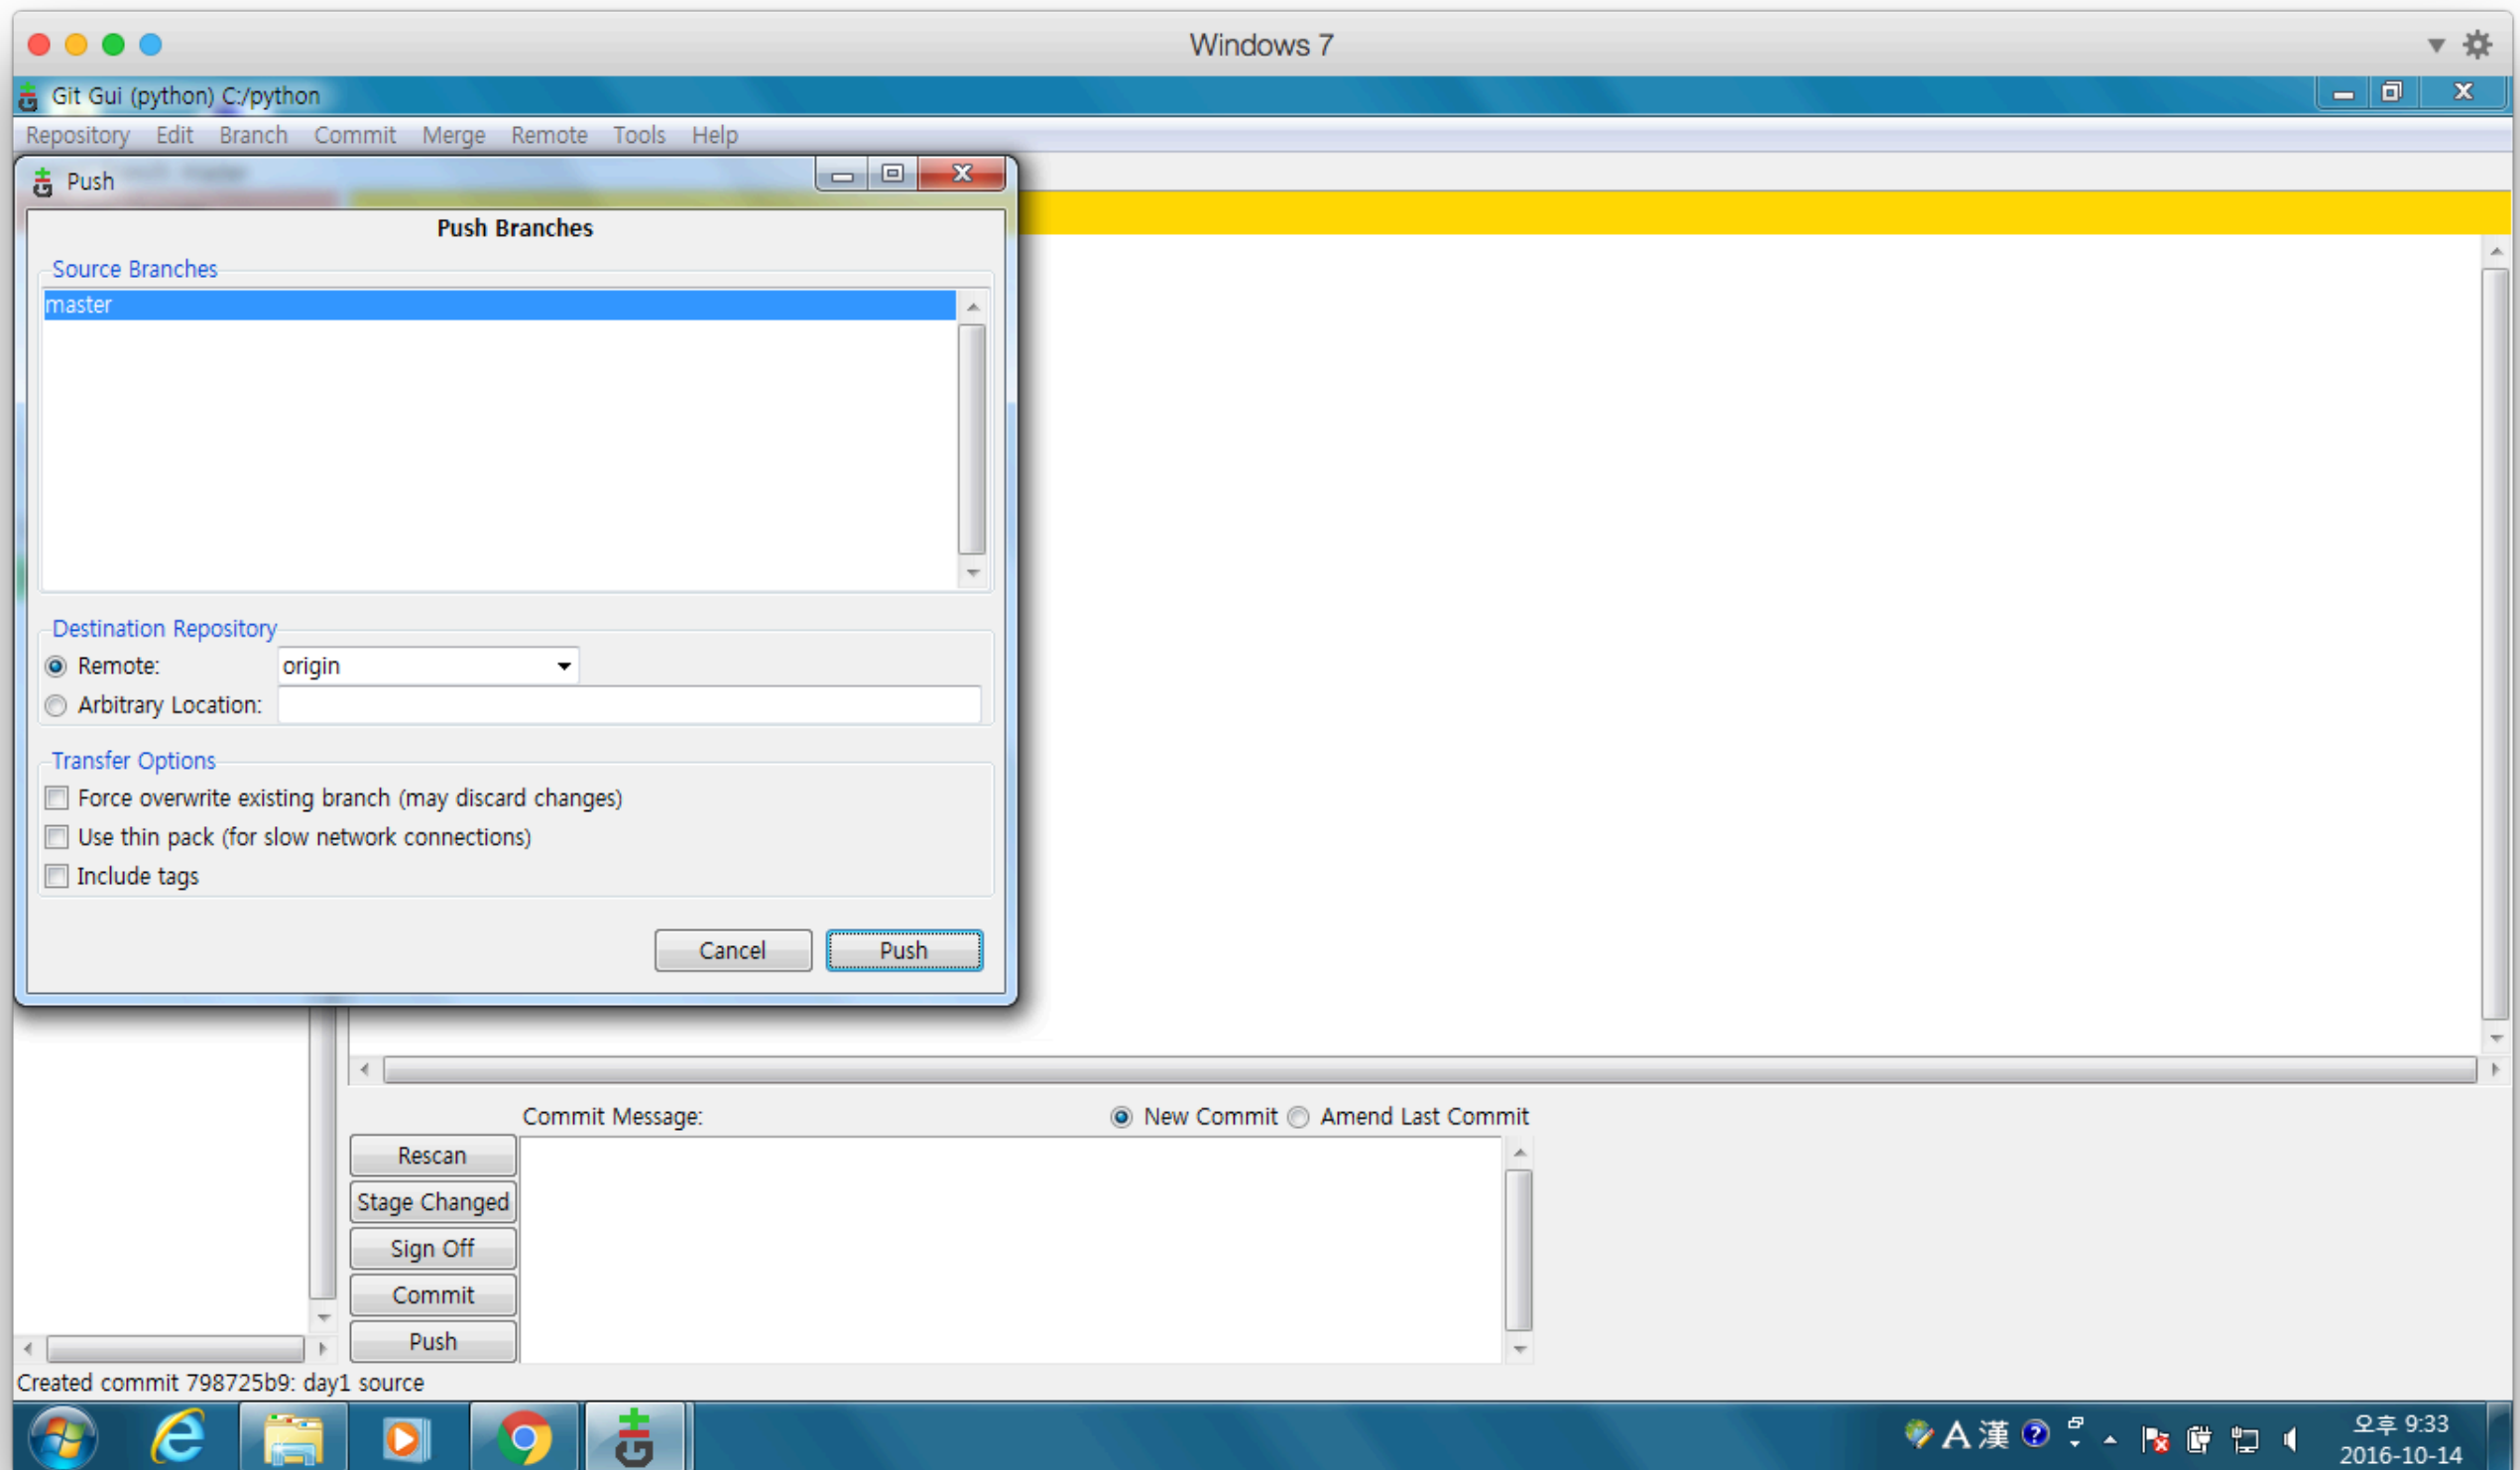 Windows 7
Git Gui (python) C:/python
Repository Edit Branch Commit Merge Remote Tools Help
Push
Push Branches
Source Branches
master
Destination Repository
Remote: origin
Arbitrary Location:
Transfer Options
Force overwrite existing branch (may discard changes)
Use thin pack (for slow network connections)
Include tags
Cancel Push
Commit Message: New Commit Amend Last Commit
Rescan
Stage Changed
Sign Off
Commit
Push
Created commit 798725b9: day1 source
A 漢 오후 9:33
2016-10-14